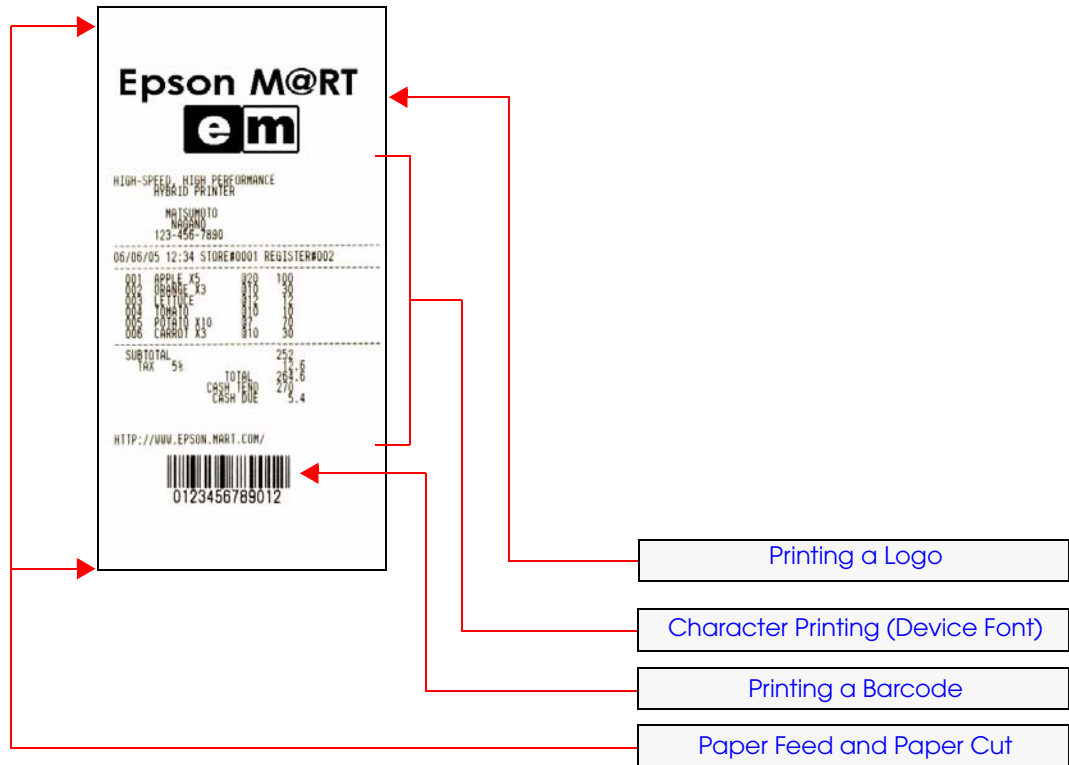 Epson M@RT
em
HIGH-SPEED, HIGH PERFORMANCE
HYBRID PRINTER
MATSUMOTO
NAGANO
123-456-7890
06/06/05 12:34 STORE#0001 REGISTER#002
001 APPLE X5 @20 100
002 ORANGE X3 @10 30
003 LETTUCE @12 12
004 TOMATO @10 10
005 POTATO X10 @7 70
006 CARROT X3 @10 30
SUBTOTAL 252
TAX 5% 12.6
TOTAL 264.6
CASH TEND 270
CASH DUE 5.4
HTTP://WWW.EPSON.MART.COM/
0123456789012
Printing a Logo
Character Printing (Device Font)
Printing a Barcode
Paper Feed and Paper Cut